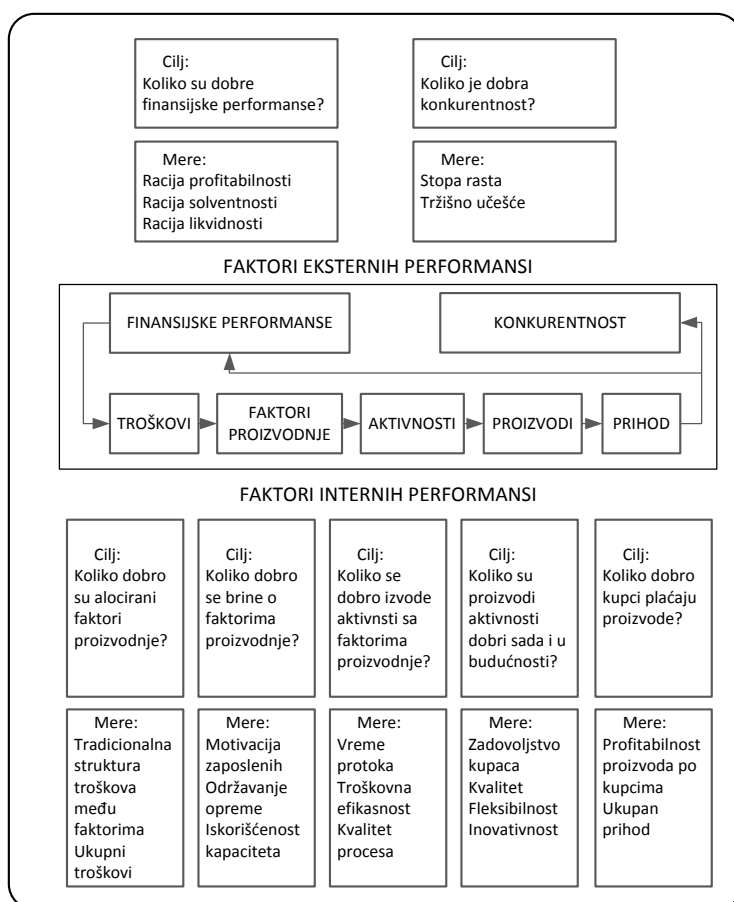 Cilj:
Koliko su dobre
finansijske performanse?
Cilj:
Koliko je dobra
konkurentnost?
Mere:
Racija profitabilnosti
Racija solventnosti
Racija likvidnosti
Mere:
Stopa rasta
Tržišno učešće
FAKTORI EKSTERNIH PERFORMANSI
FINANSIJSKE PERFORMANSE
KONKURENTNOST
TROŠKOVI
FAKTORI
PROIZVODNJE
AKTIVNOSTI
PROIZVODI
PRIHOD
FAKTORI INTERNIH PERFORMANSI
Cilj:
Koliko dobro
su alocirani
faktori
proizvodnje?
Cilj:
Koliko dobro
se brine o
faktorima
proizvodnje?
Cilj:
Koliko se
dobro izvode
aktivnsti sa
faktorima
proizvodnje?
Cilj:
Koliko su
proizvodi
aktivnosti
dobri sada i u
budućnosti?
Cilj:
Koliko dobro
kupci plaćaju
proizvode?
Mere:
Tradicionalna
struktura
troškova
među
faktorima
Ukupni
troškovi
Mere:
Motivacija
zaposlenih
Održavanje
opreme
Iskorišćenost
kapaciteta
Mere:
Vreme
protoka
Troškovna
efikasnost
Kvalitet
procesa
Mere:
Zadovoljstvo
kupaca
Kvalitet
Fleksibilnost
Inovativnost
Mere:
Profitabilnost
proizvoda po
kupcima
Ukupan
prihod